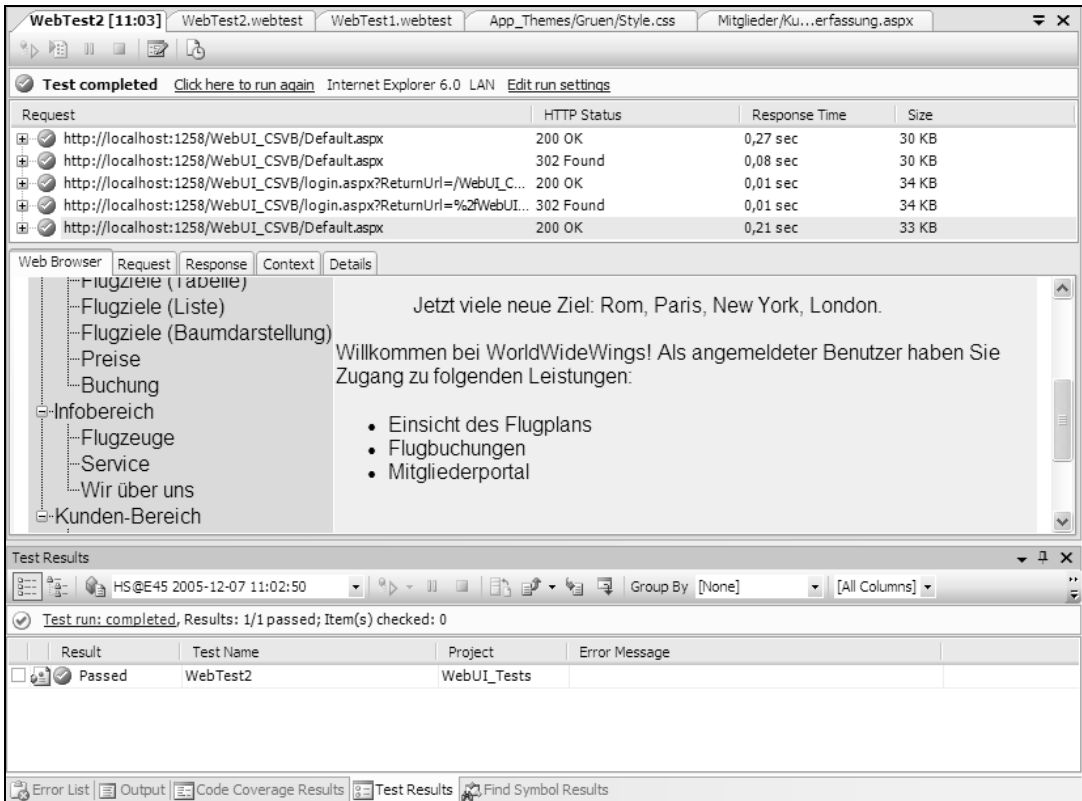 WebTest2 [11:03] WebTest2.webtest WebTest1.webtest App_Themes/Gruen/Style.css Mitglieder/Ku...erfassung.aspx
Test completed Click here to run again Internet Explorer 6.0 LAN Edit run settings
Request HTTP Status Response Time Size
http://localhost:1258/WebUI_CSVB/Default.aspx 200 OK 0,27 sec 30 KB
http://localhost:1258/WebUI_CSVB/Default.aspx 302 Found 0,08 sec 30 KB
http://localhost:1258/WebUI_CSVB/login.aspx?ReturnUrl=/WebUI_C... 200 OK 0,01 sec 34 KB
http://localhost:1258/WebUI_CSVB/login.aspx?ReturnUrl=%2fWebUI... 302 Found 0,01 sec 34 KB
http://localhost:1258/WebUI_CSVB/Default.aspx 200 OK 0,21 sec 33 KB
Web Browser Request Response Context Details
Flugziele (Tabelle)
Flugziele (Liste)
Flugziele (Baumdarstellung)
Preise
Buchung
Infobereich
Flugzeuge
Service
Wir über uns
Kunden-Bereich
Jetzt viele neue Ziel: Rom, Paris, New York, London.
Willkommen bei WorldWideWings! Als angemeldeter Benutzer haben Sie
Zugang zu folgenden Leistungen:
• Einsicht des Flugplans
• Flugbuchungen
• Mitgliederportal
Test Results
HS@E45 2005-12-07 11:02:50 Group By [None] [All Columns]
Test run: completed, Results: 1/1 passed; Item(s) checked: 0
Result Test Name Project Error Message
Passed WebTest2 WebUI_Tests
Error List Output Code Coverage Results Test Results Find Symbol Results